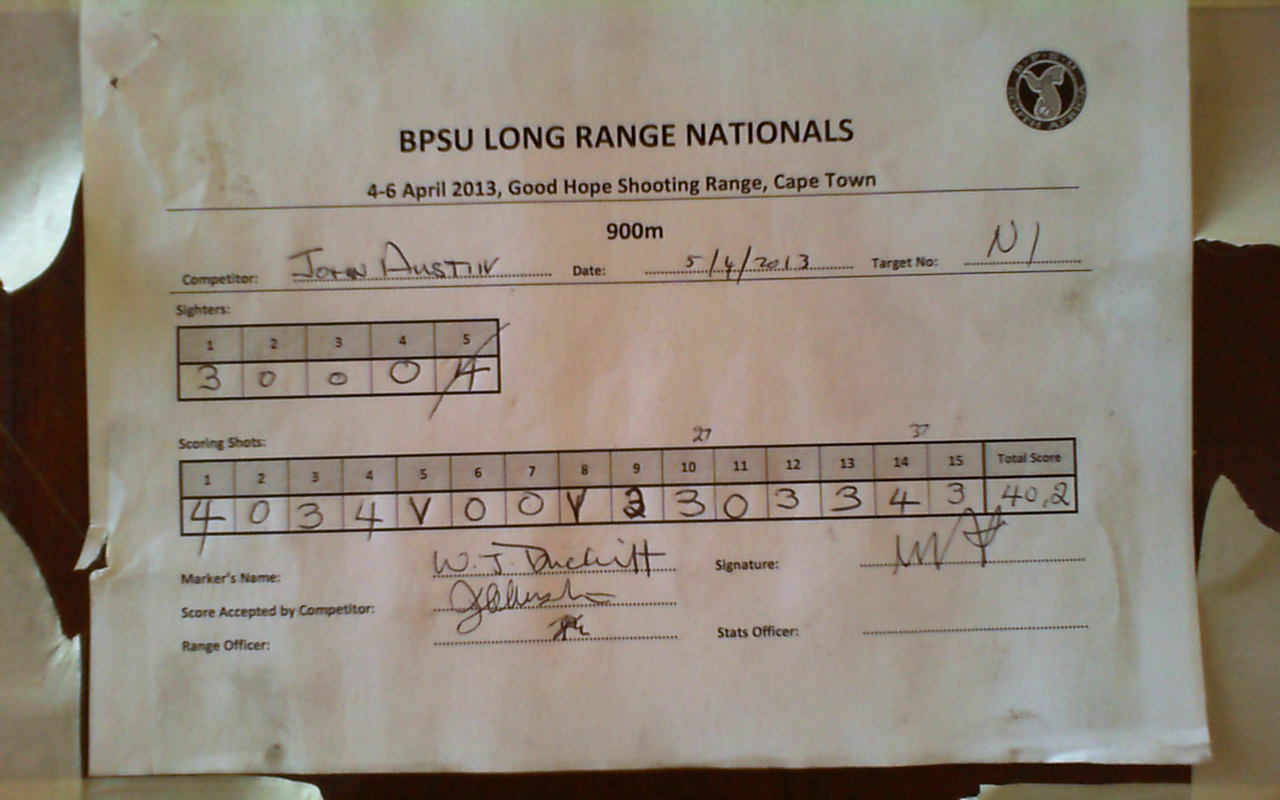 B.P.S.U. SOUTH AFRICA
BPSU LONG RANGE NATIONALS
4-6 April 2013, Good Hope Shooting Range, Cape Town
900m
Competitor: JOHN AUSTIN Date: 5/4/2013 Target No: N1
Sighters:
1 2 3 4 5
3 0 0 0 4
27 37
Scoring Shots:
1 2 3 4 5 6 7 8 9 10 11 12 13 14 15 Total Score
4 0 3 4 V 0 0 V 3 3 0 3 3 4 3 40,2
Marker's Name: W. J. Duckitt Signature:
Score Accepted by Competitor:
Range Officer: Stats Officer: